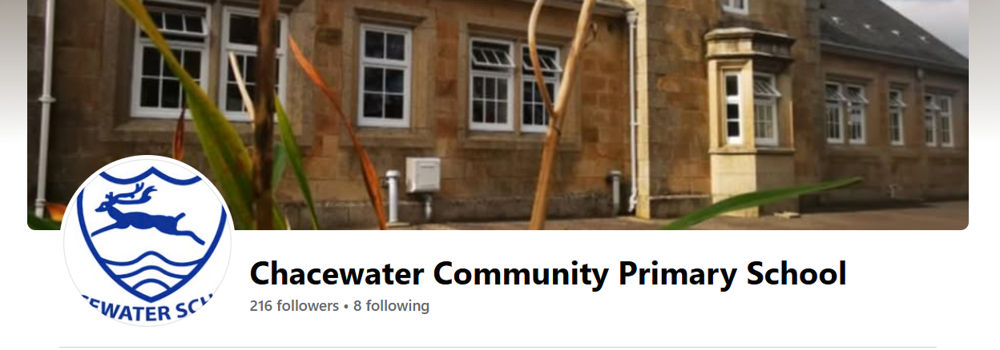 EWATER SCH
Chacewater Community Primary School
216 followers • 8 following